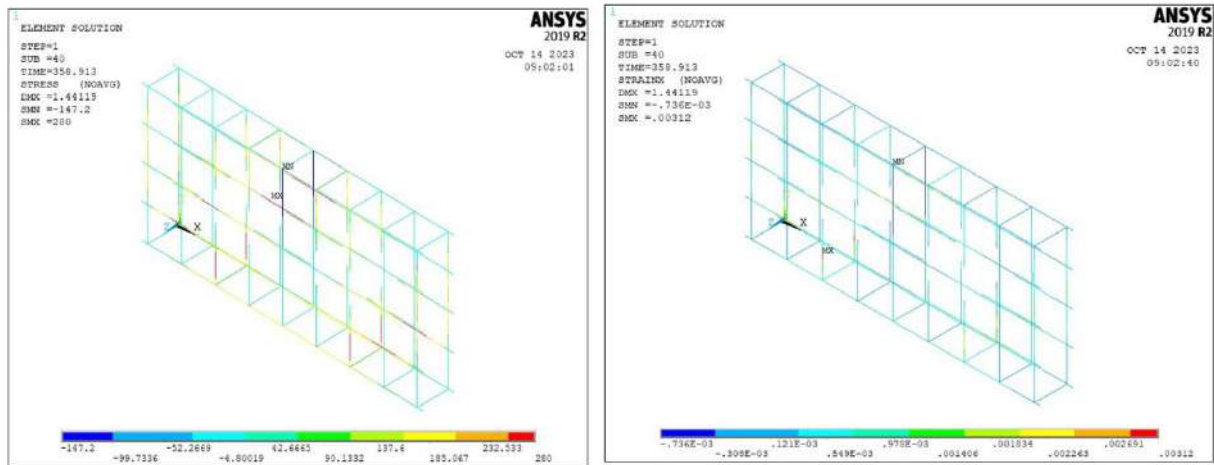 1
ELEMENT SOLUTION
STEP=1
SUB =40
TIME=358.913
STRESS (NOAVG)
DMX =1.44119
SMN =-147.2
SMX =280
ANSYS
2019 R2
OCT 14 2023
09:02:01
MN
MX
Z X
-147.2 -52.2669 62.6665 137.6 232.533
-99.7336 -4.80019 90.1332 185.067 280
1
ELEMENT SOLUTION
STEP=1
SUB =40
TIME=358.913
STRAINX (NOAVG)
DMX =1.44119
SMN =-.736E-03
SMX =.00312
ANSYS
2019 R2
OCT 14 2023
09:02:40
MN
Z X
MX
-.736E-03 .121E-03 .978E-03 .001834 .002691
-.308E-03 .549E-03 .001406 .002263 .00312